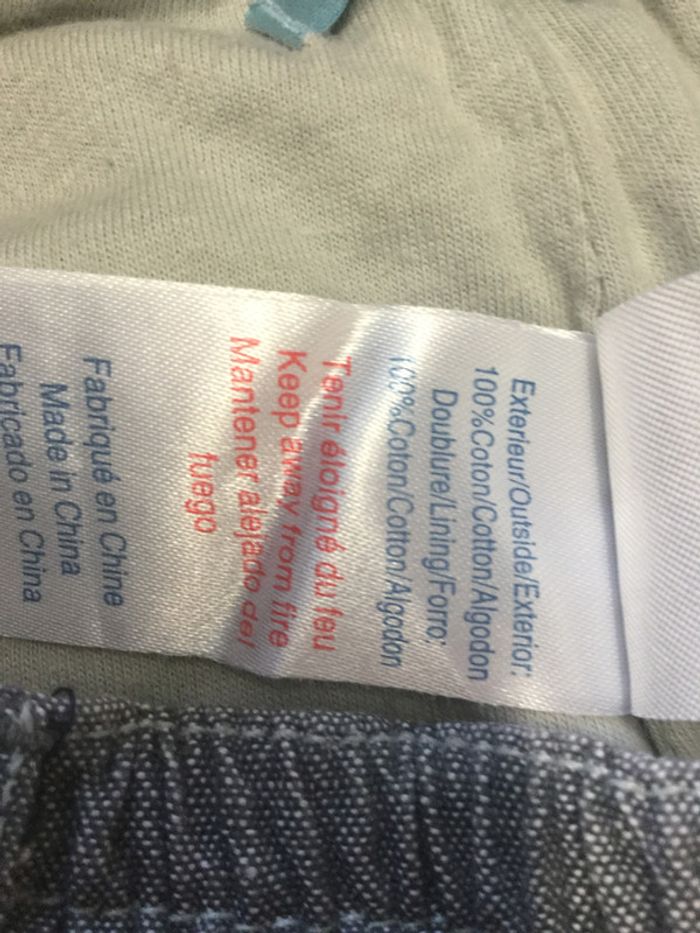 Exterieur/Outside/Exterior:
100%Coton/Cotton/Algodon
Doublure/Lining/Forro:
100%Coton/Cotton/Algodon
Tenir éloigné du feu
Keep away from fire
Mantener alejado del
fuego
Fabriqué en Chine
Made in China
Fabricado en China